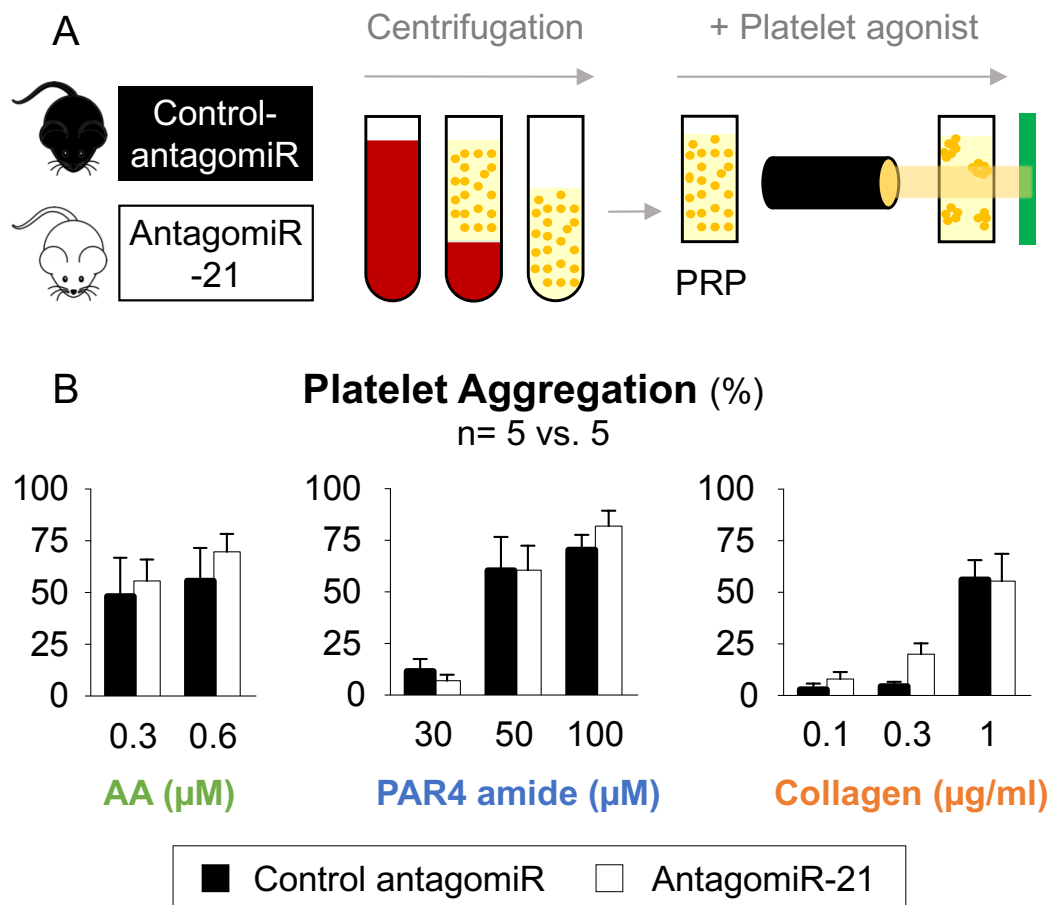 A
Centrifugation
+ Platelet agonist
Control-
antagomiR
AntagomiR
-21
PRP
B
Platelet Aggregation (%)
n= 5 vs. 5
100
75
50
25
0
0.3 0.6
AA (µM)
100
75
50
25
0
30 50 100
PAR4 amide (µM)
100
75
50
25
0
0.1 0.3 1
Collagen (µg/ml)
Control antagomiR
AntagomiR-21